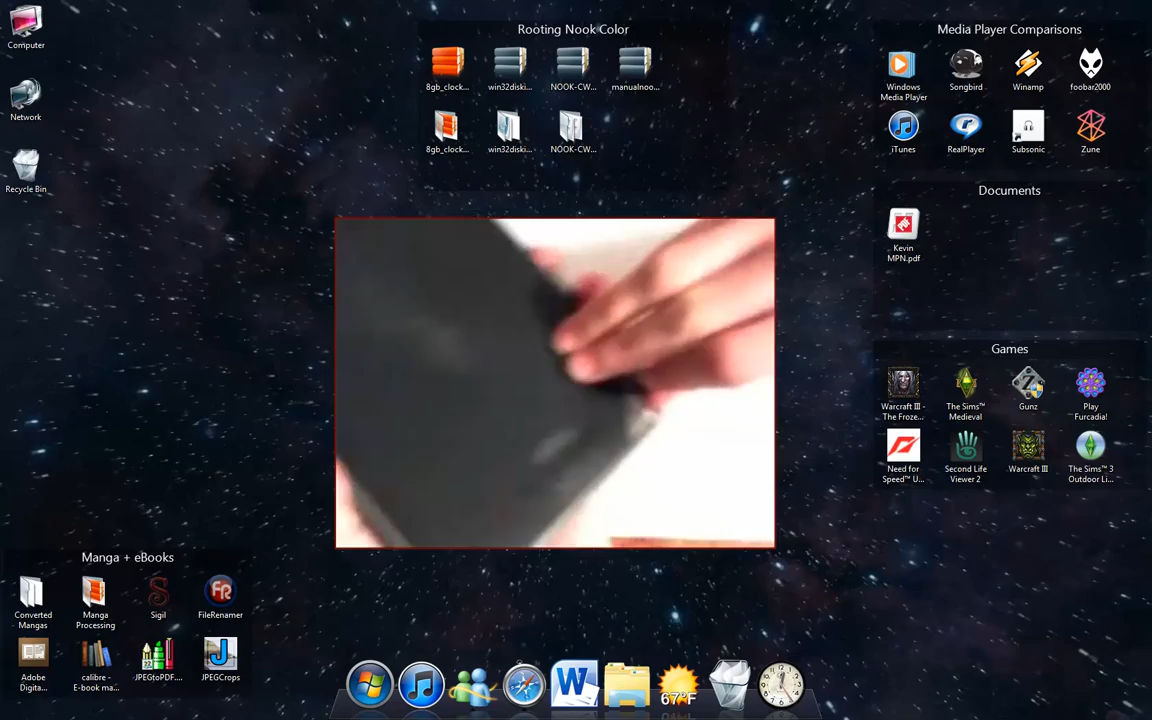 Computer
Network
Recycle Bin
Rooting Nook Color
8gb_clock...
win32diski...
NOOK-CW...
manualnoo...
8gb_clock...
win32diski...
NOOK-CW...
Media Player Comparisons
Windows
Media Player
Songbird
Winamp
foobar2000
iTunes
RealPlayer
Subsonic
Zune
Documents
Kevin
MPN.pdf
Games
Warcraft III -
The Froze...
The Sims™
Medieval
Gunz
Play
Furcadia!
Need for
Speed™ U...
Second Life
Viewer 2
Warcraft III
The Sims™ 3
Outdoor Li...
Manga + eBooks
Converted
Mangas
Manga
Processing
Sigil
FileRenamer
Adobe
Digita...
calibre -
E-book ma...
JPEGtoPDF....
JPEGCrops
67°F